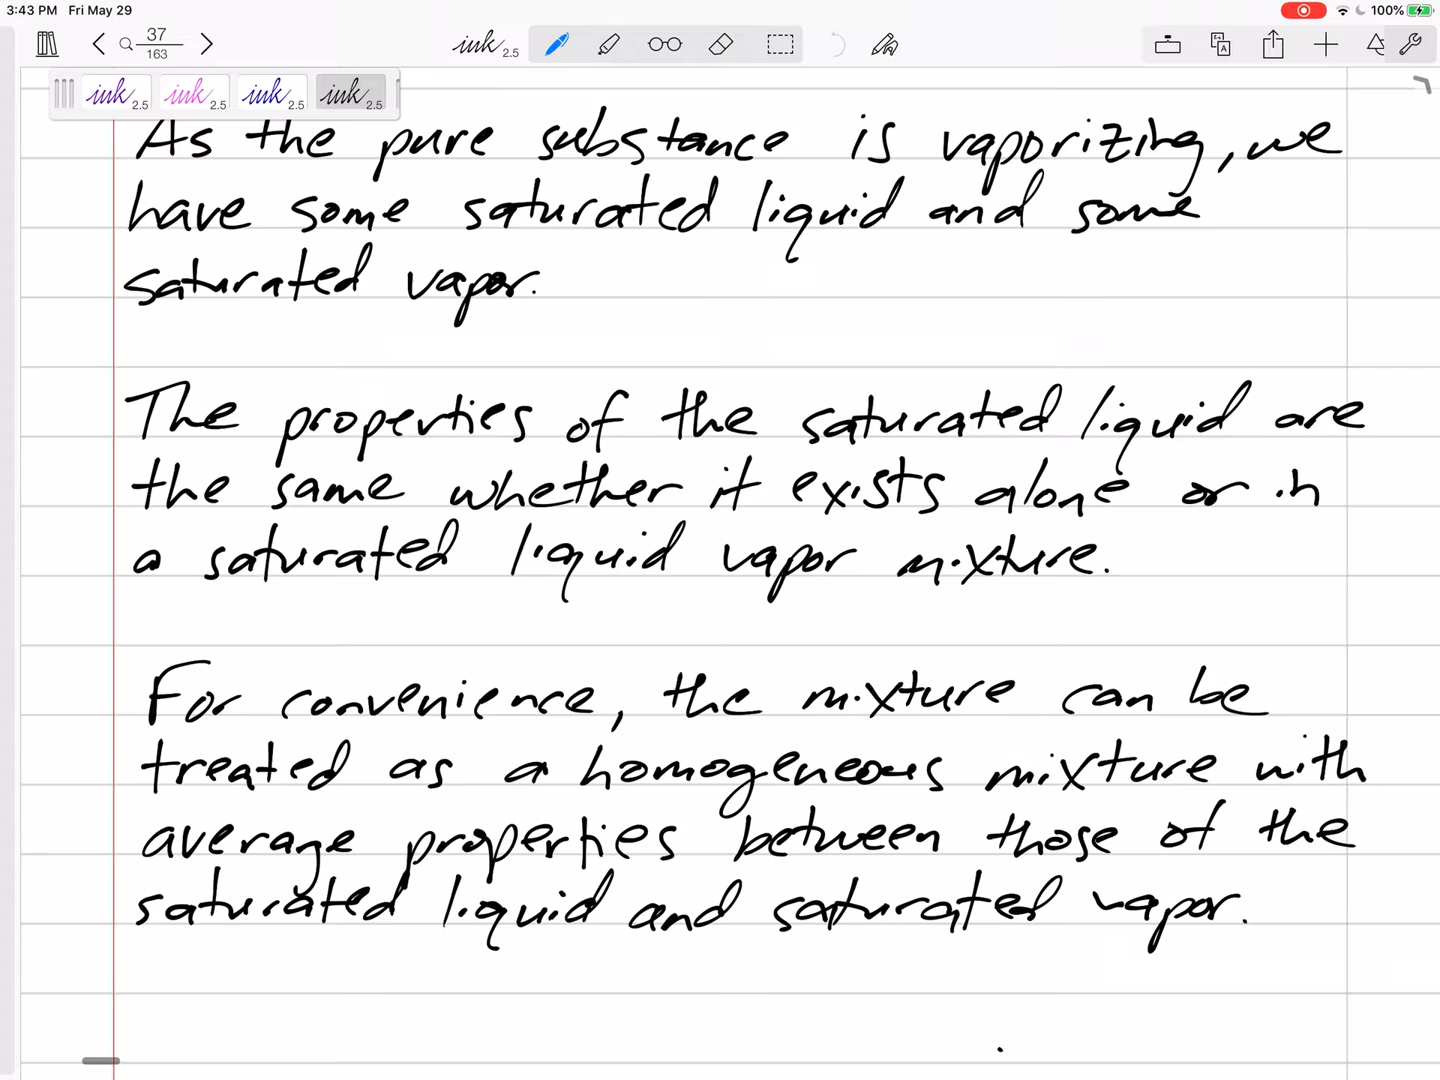 3:43 PM Fri May 29
100%
37
163
ink 2.5
ink 2.5 ink 2.5 ink 2.5 ink 2.5
As the pure substance is vaporizing, we
have some saturated liquid and some
saturated vapor.
The properties of the saturated liquid are
the same whether it exists alone or in
a saturated liquid vapor mixture.
For convenience, the mixture can be
treated as a homogeneous mixture with
average properties between those of the
saturated liquid and saturated vapor.